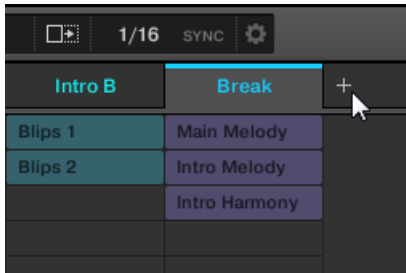 1/16 SYNC
Intro B Break +
Blips 1 Main Melody
Blips 2 Intro Melody
Intro Harmony